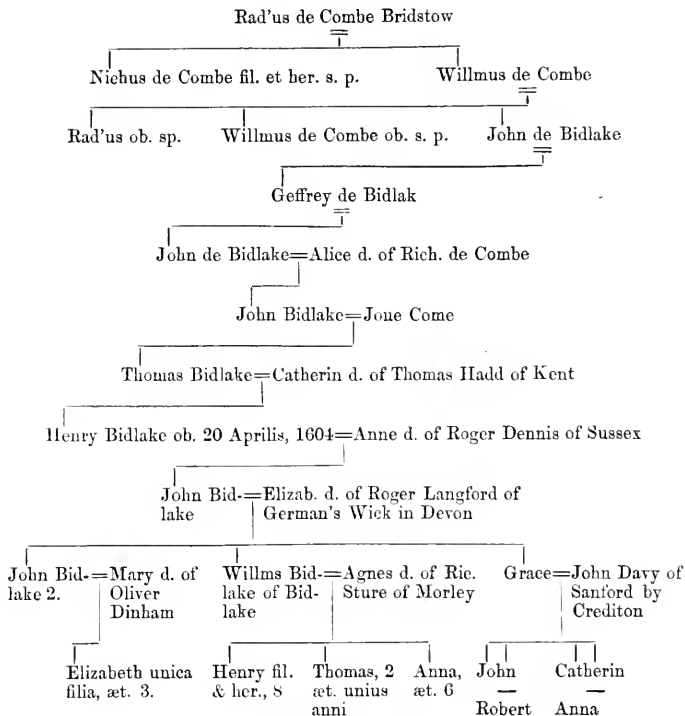 Rad'us de Combe Bridstow
Nichus de Combe fil. et her. s. p. Willmus de Combe
Rad'us ob. sp. Willmus de Combe ob. s. p. John de Bidlake
Geffrey de Bidlak
John de Bidlake=Alice d. of Rich. de Combe
John Bidlake=Joue Come
Thomas Bidlake=Catherin d. of Thomas Hadd of Kent
Henry Bidlake ob. 20 Aprilis, 1604=Anne d. of Roger Dennis of Sussex
John Bid-=Elizab. d. of Roger Langford of
lake German's Wick in Devon
John Bid-=Mary d. of
lake 2. Oliver
Dinham
Willms Bid-=Agnes d. of Ric.
lake of Bid- Sture of Morley
lake
Grace=John Davy of
Sanford by
Crediton
Elizabeth unica
filia, æt. 3.
Henry fil.
& her., 8
Thomas, 2
æt. unius
anni
Anna,
æt. 6
John
Robert
Catherin
Anna